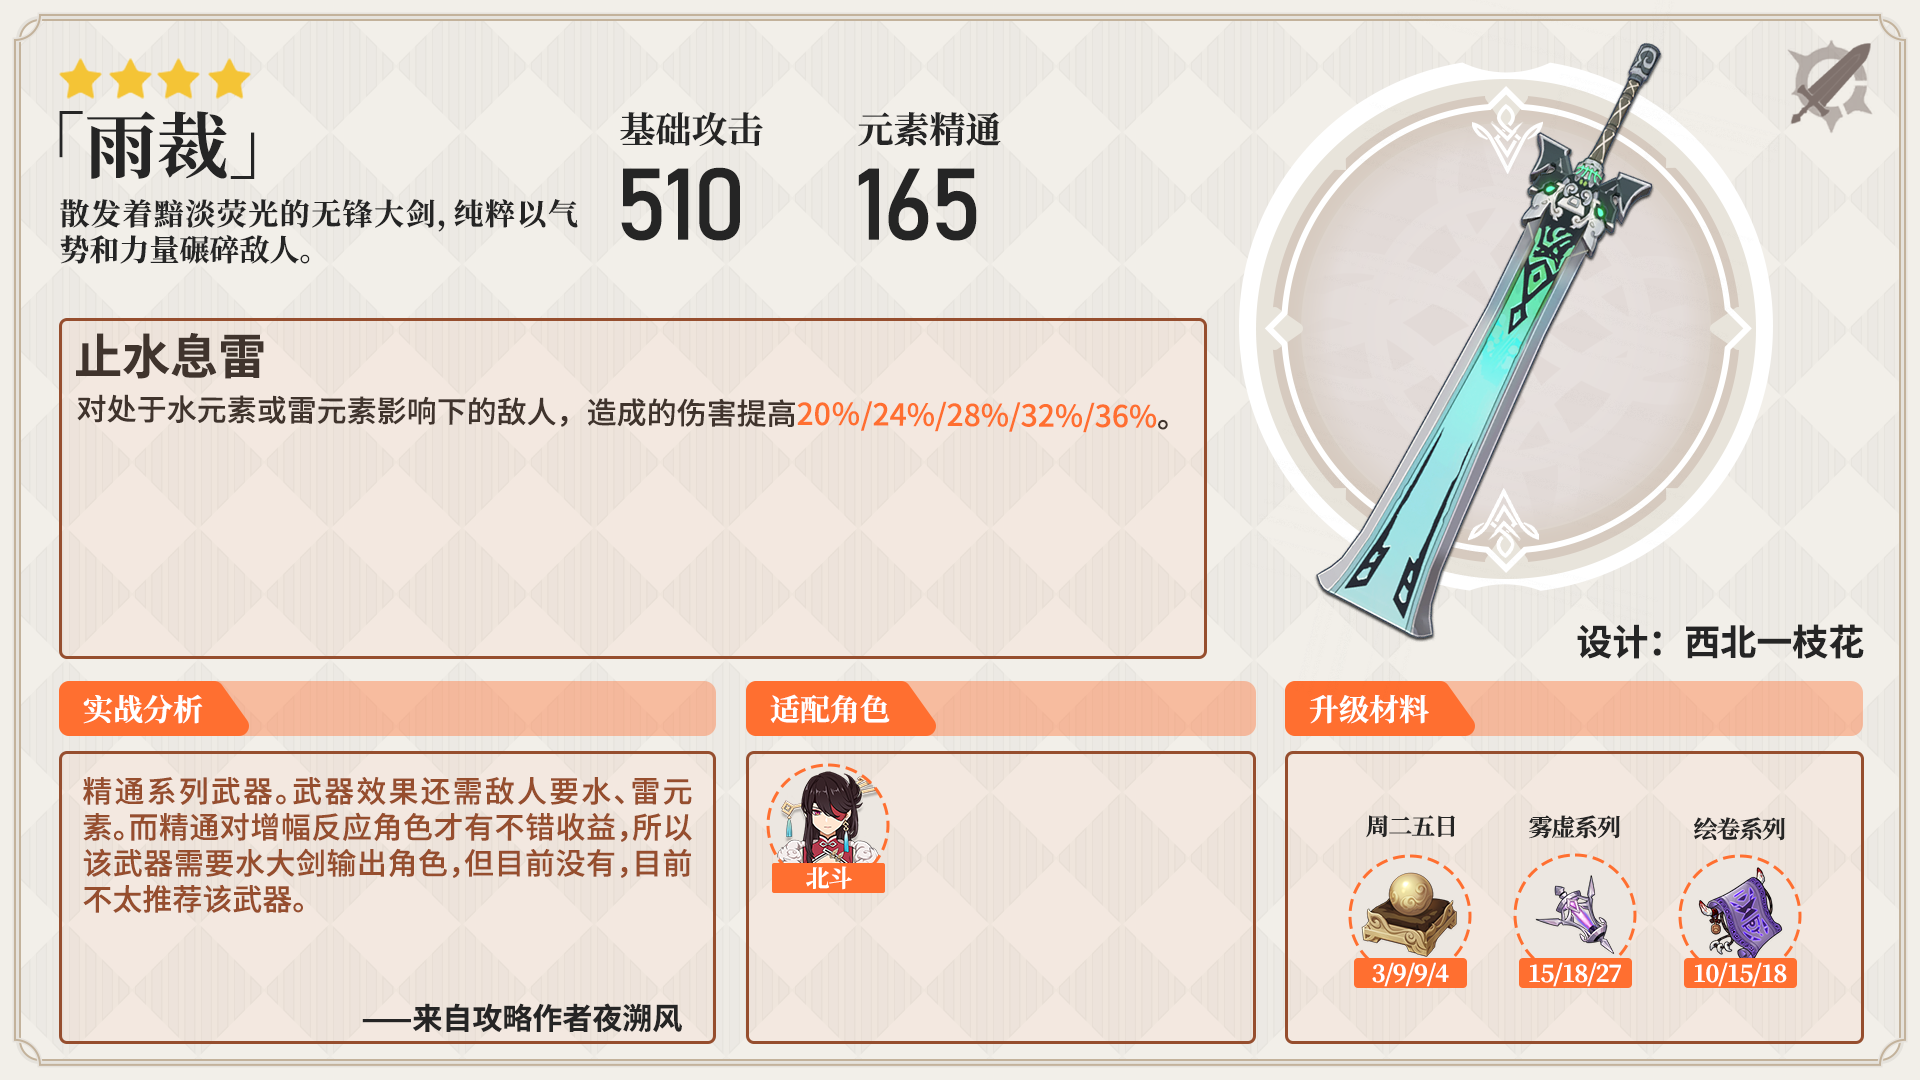 「雨裁」
散发着黯淡荧光的无锋大剑,纯粹以气
势和力量碾碎敌人。
基础攻击
510
元素精通
165
止水息雷
对处于水元素或雷元素影响下的敌人，造成的伤害提高20%/24%/28%/32%/36%。
设计：西北一枝花
实战分析
精通系列武器。武器效果还需敌人要水、雷元
素。而精通对增幅反应角色才有不错收益,所以
该武器需要水大剑输出角色,但目前没有,目前
不太推荐该武器。
——来自攻略作者夜溯风
适配角色
北斗
升级材料
周二五日
3/9/9/4
雾虚系列
15/18/27
绘卷系列
10/15/18